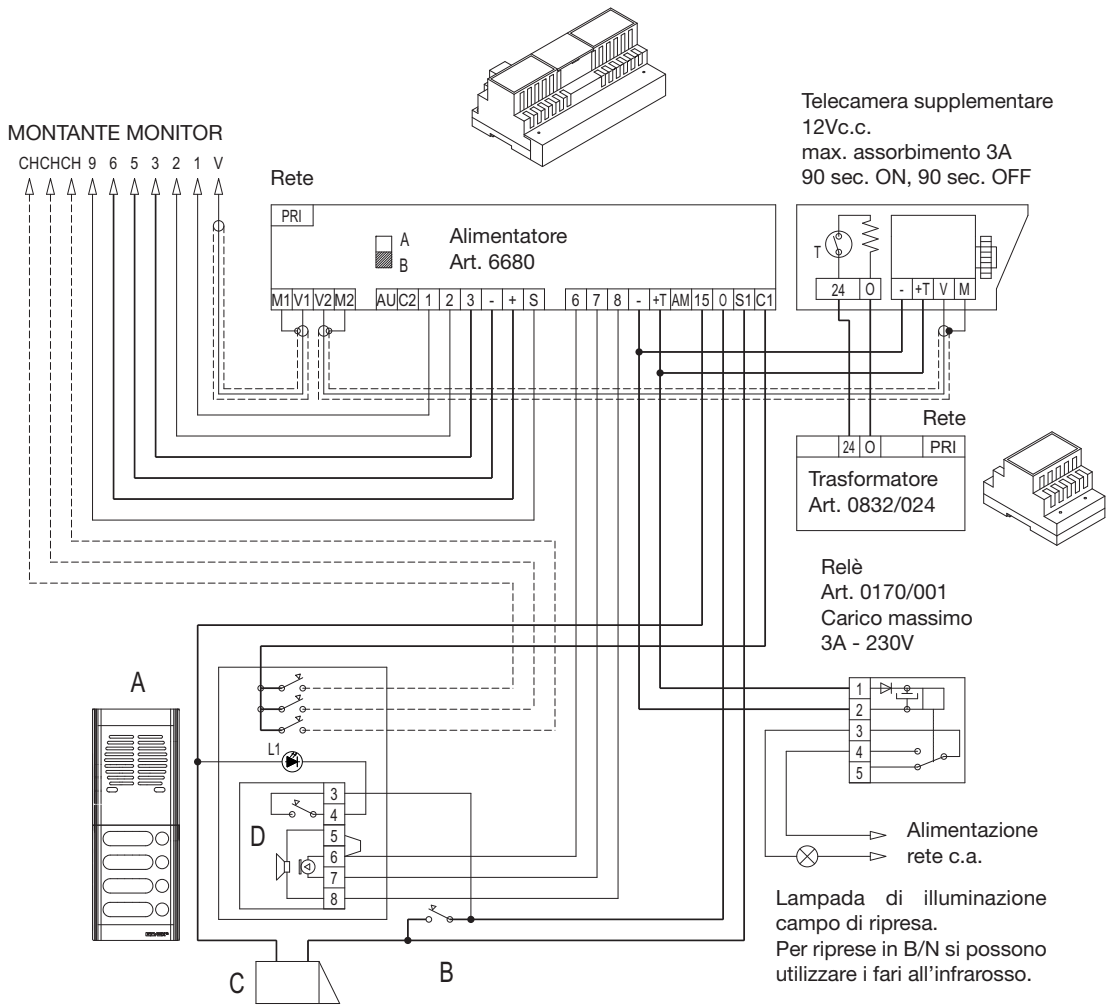 MONTANTE MONITOR
CH CH CH 9 6 5 3 2 1 V
Rete
PRI
A
B
Alimentatore
Art. 6680
M1 V1 V2 M2 AU C2 1 2 3 - + S 6 7 8 - +T AM 15 0 S1 C1
Telecamera supplementare
12Vc.c.
max. assorbimento 3A
90 sec. ON, 90 sec. OFF
T
24 O - +T V M
Rete
24 O PRI
Trasformatore
Art. 0832/024
Relè
Art. 0170/001
Carico massimo
3A - 230V
1
2
3
4
5
Alimentazione
rete c.a.
Lampada di illuminazione
campo di ripresa.
Per riprese in B/N si possono
utilizzare i fari all'infrarosso.
A
L1
D
3
4
5
6
7
8
B
C